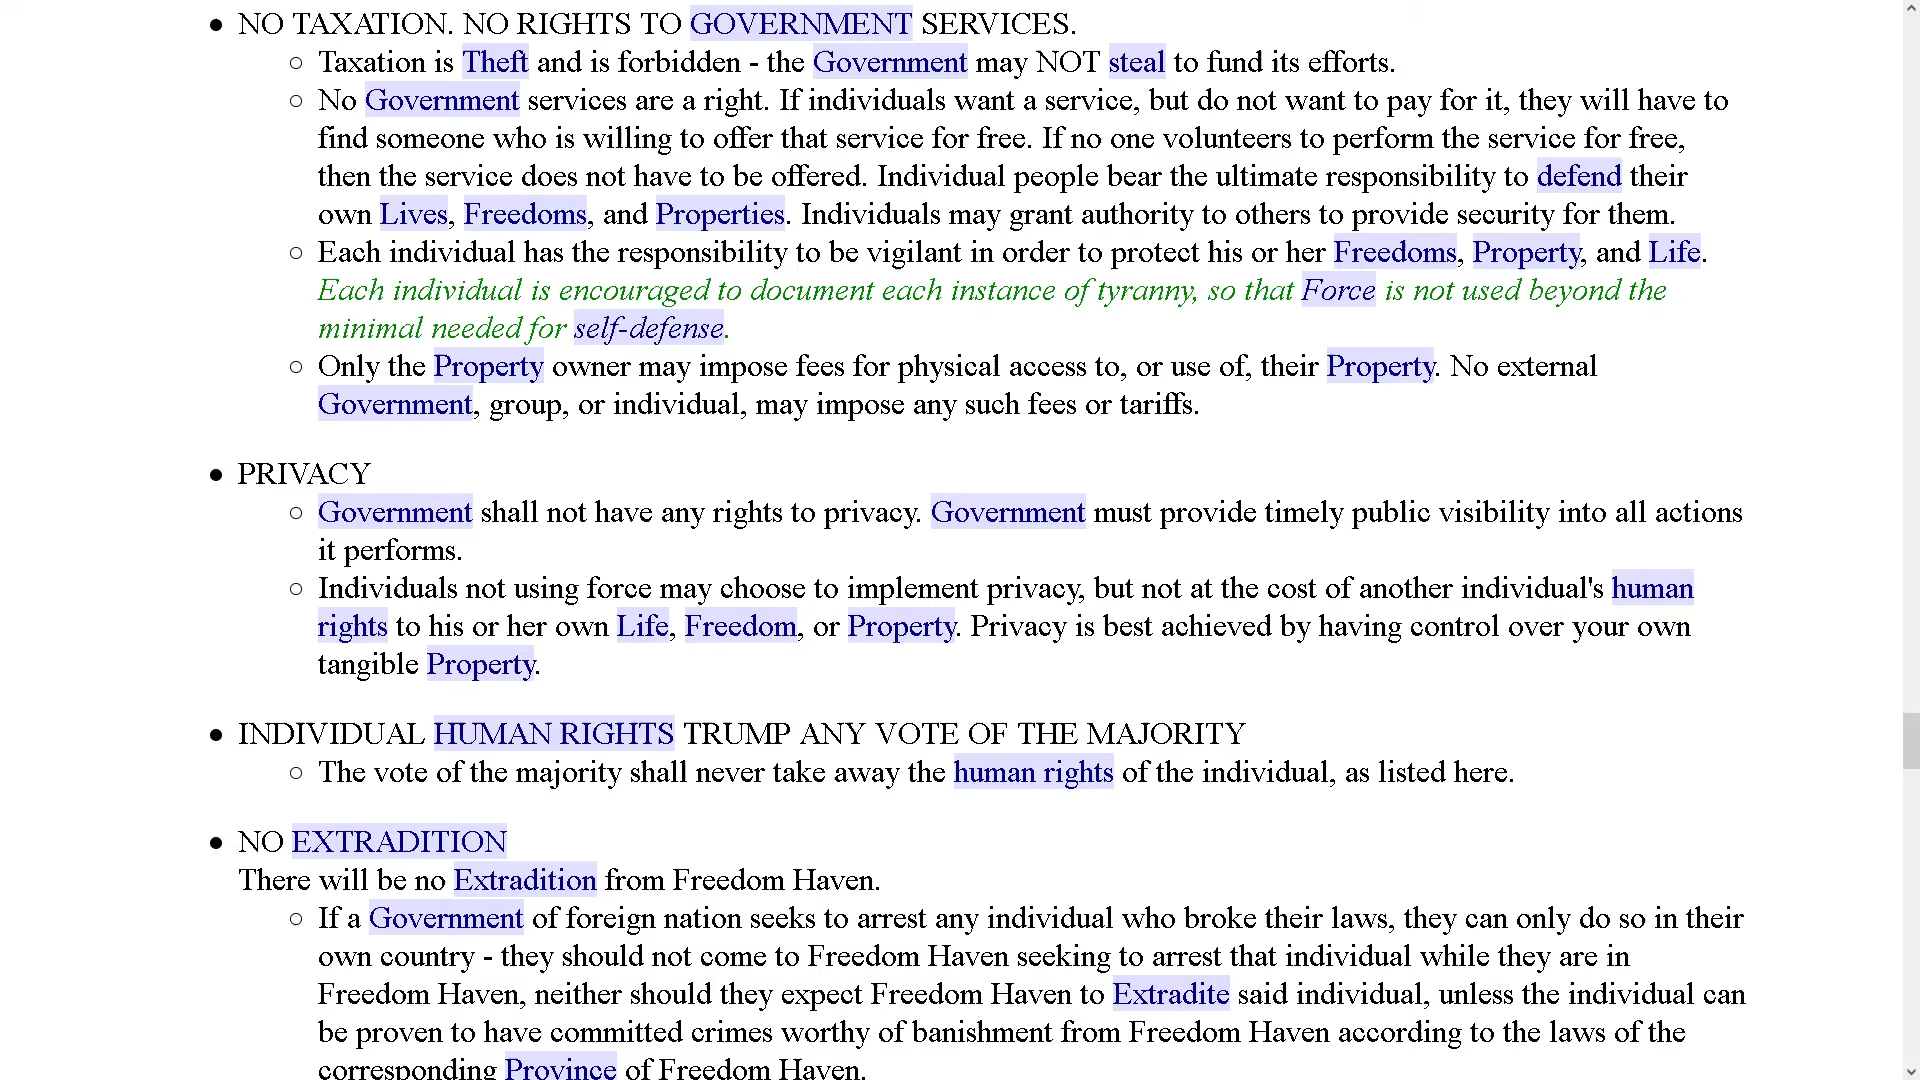 • NO TAXATION. NO RIGHTS TO GOVERNMENT SERVICES.
○ Taxation is Theft and is forbidden - the Government may NOT steal to fund its efforts.
○ No Government services are a right. If individuals want a service, but do not want to pay for it, they will have to
find someone who is willing to offer that service for free. If no one volunteers to perform the service for free,
then the service does not have to be offered. Individual people bear the ultimate responsibility to defend their
own Lives, Freedoms, and Properties. Individuals may grant authority to others to provide security for them.
○ Each individual has the responsibility to be vigilant in order to protect his or her Freedoms, Property, and Life.
Each individual is encouraged to document each instance of tyranny, so that Force is not used beyond the
minimal needed for self-defense.
○ Only the Property owner may impose fees for physical access to, or use of, their Property. No external
Government, group, or individual, may impose any such fees or tariffs.
• PRIVACY
○ Government shall not have any rights to privacy. Government must provide timely public visibility into all actions
it performs.
○ Individuals not using force may choose to implement privacy, but not at the cost of another individual's human
rights to his or her own Life, Freedom, or Property. Privacy is best achieved by having control over your own
tangible Property.
• INDIVIDUAL HUMAN RIGHTS TRUMP ANY VOTE OF THE MAJORITY
○ The vote of the majority shall never take away the human rights of the individual, as listed here.
• NO EXTRADITION
There will be no Extradition from Freedom Haven.
○ If a Government of foreign nation seeks to arrest any individual who broke their laws, they can only do so in their
own country - they should not come to Freedom Haven seeking to arrest that individual while they are in
Freedom Haven, neither should they expect Freedom Haven to Extradite said individual, unless the individual can
be proven to have committed crimes worthy of banishment from Freedom Haven according to the laws of the
corresponding Province of Freedom Haven.